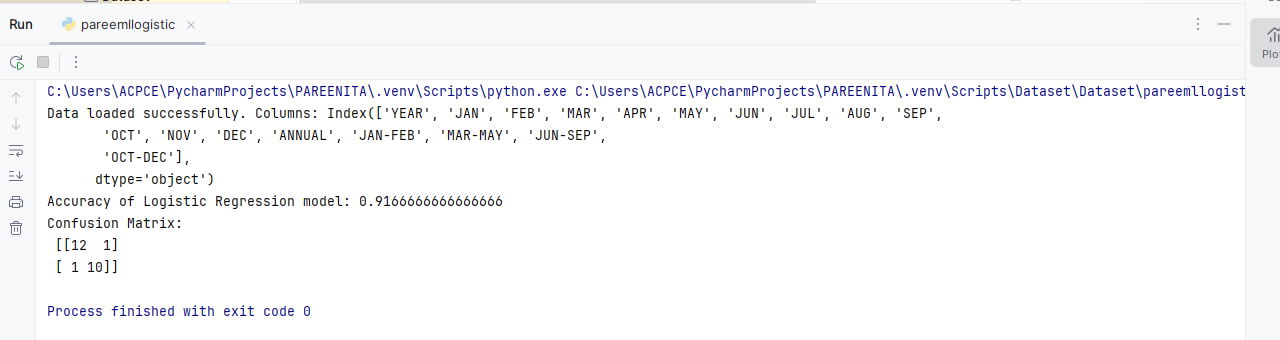 Run pareemllogistic
C:\Users\ACPCE\PycharmProjects\PAREENITA\.venv\Scripts\python.exe C:\Users\ACPCE\PycharmProjects\PAREENITA\.venv\Scripts\Dataset\Dataset\pareemllogist
Data loaded successfully. Columns: Index(['YEAR', 'JAN', 'FEB', 'MAR', 'APR', 'MAY', 'JUN', 'JUL', 'AUG', 'SEP',
'OCT', 'NOV', 'DEC', 'ANNUAL', 'JAN-FEB', 'MAR-MAY', 'JUN-SEP',
'OCT-DEC'],
dtype='object')
Accuracy of Logistic Regression model: 0.9166666666666666
Confusion Matrix:
[[12  1]
[ 1 10]]
Process finished with exit code 0
Plo